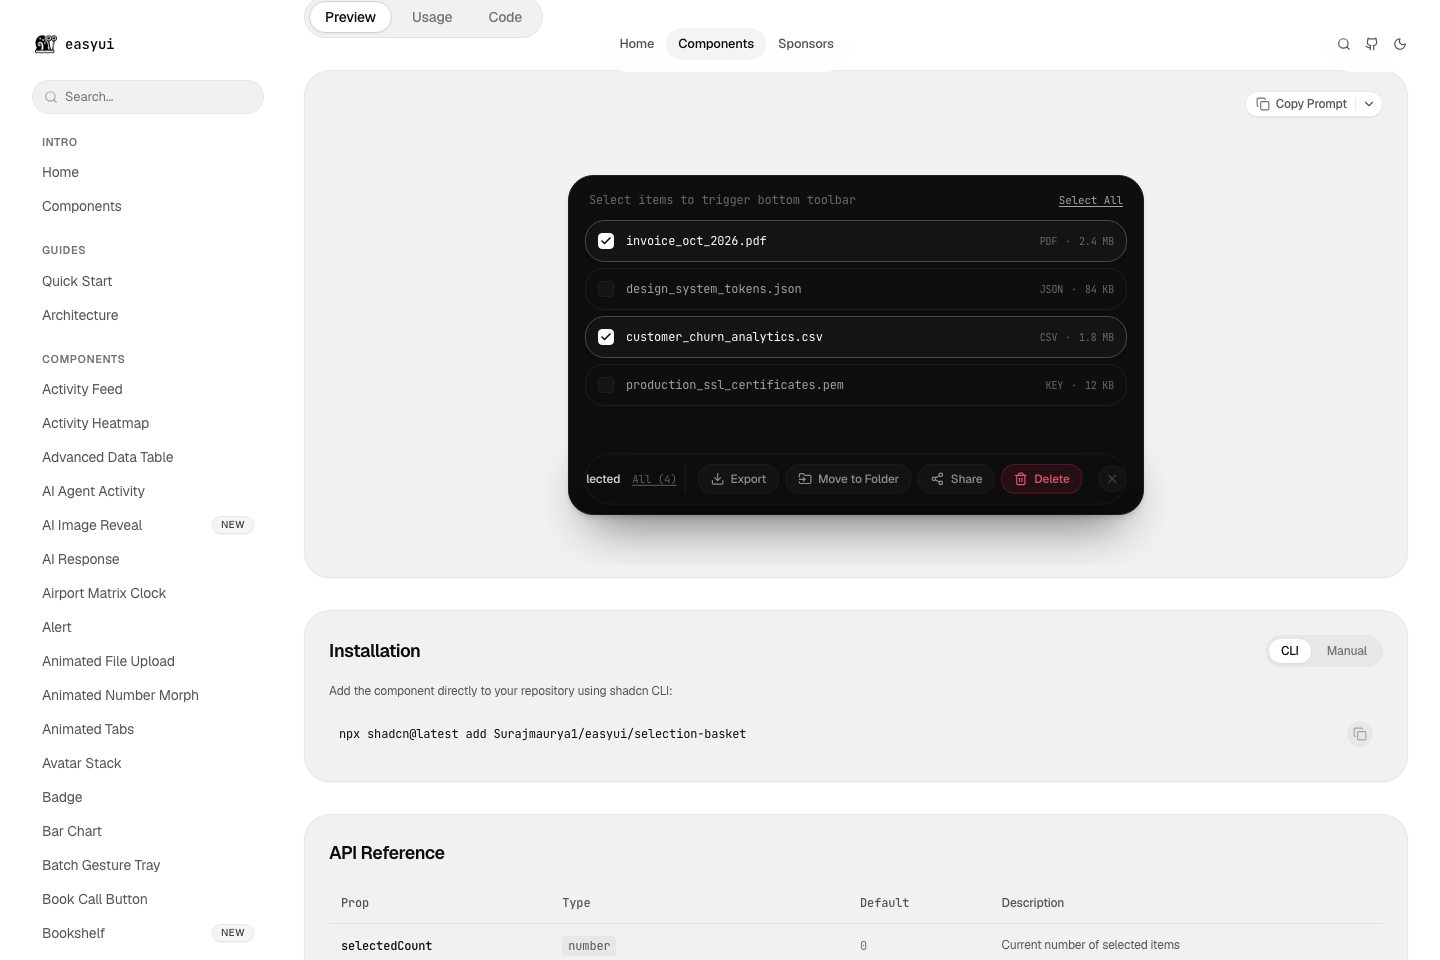 Preview Usage Code
easyui
Home Components Sponsors
Search...
Copy Prompt
INTRO
Home
Components
GUIDES
Quick Start
Architecture
COMPONENTS
Activity Feed
Activity Heatmap
Advanced Data Table
AI Agent Activity
AI Image Reveal NEW
AI Response
Airport Matrix Clock
Alert
Animated File Upload
Animated Number Morph
Animated Tabs
Avatar Stack
Badge
Bar Chart
Batch Gesture Tray
Book Call Button
Bookshelf NEW
Select items to trigger bottom toolbar Select All
invoice_oct_2026.pdf PDF · 2.4 MB
design_system_tokens.json JSON · 84 KB
customer_churn_analytics.csv CSV · 1.8 MB
production_ssl_certificates.pem KEY · 12 KB
lected All (4) Export Move to Folder Share Delete
Installation CLI Manual
Add the component directly to your repository using shadcn CLI:
npx shadcn@latest add Surajmaurya1/easyui/selection-basket
API Reference
Prop Type Default Description
selectedCount number 0 Current number of selected items